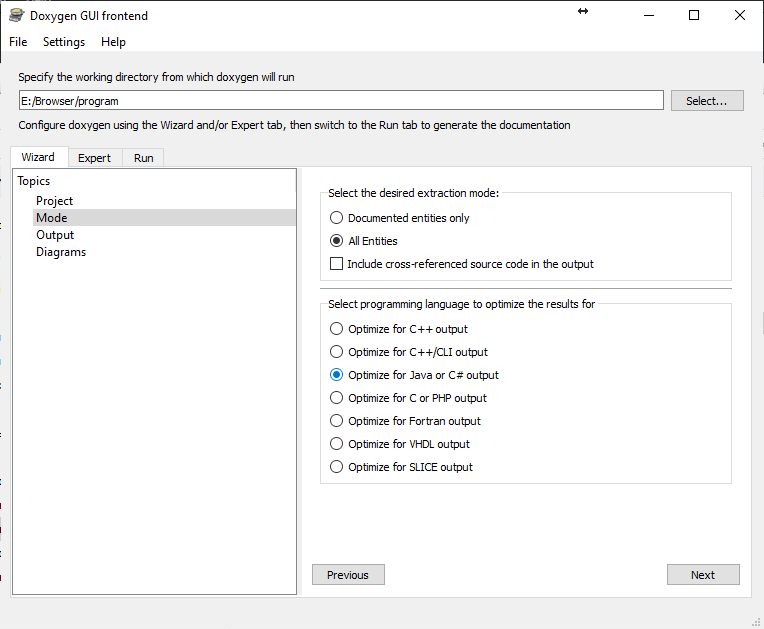 Doxygen GUI frontend
File Settings Help
Specify the working directory from which doxygen will run
E:/Browser/program
Select...
Configure doxygen using the Wizard and/or Expert tab, then switch to the Run tab to generate the documentation
Wizard Expert Run
Topics
Project
Mode
Output
Diagrams
Select the desired extraction mode:
Documented entities only
All Entities
Include cross-referenced source code in the output
Select programming language to optimize the results for
Optimize for C++ output
Optimize for C++/CLI output
Optimize for Java or C# output
Optimize for C or PHP output
Optimize for Fortran output
Optimize for VHDL output
Optimize for SLICE output
Previous
Next